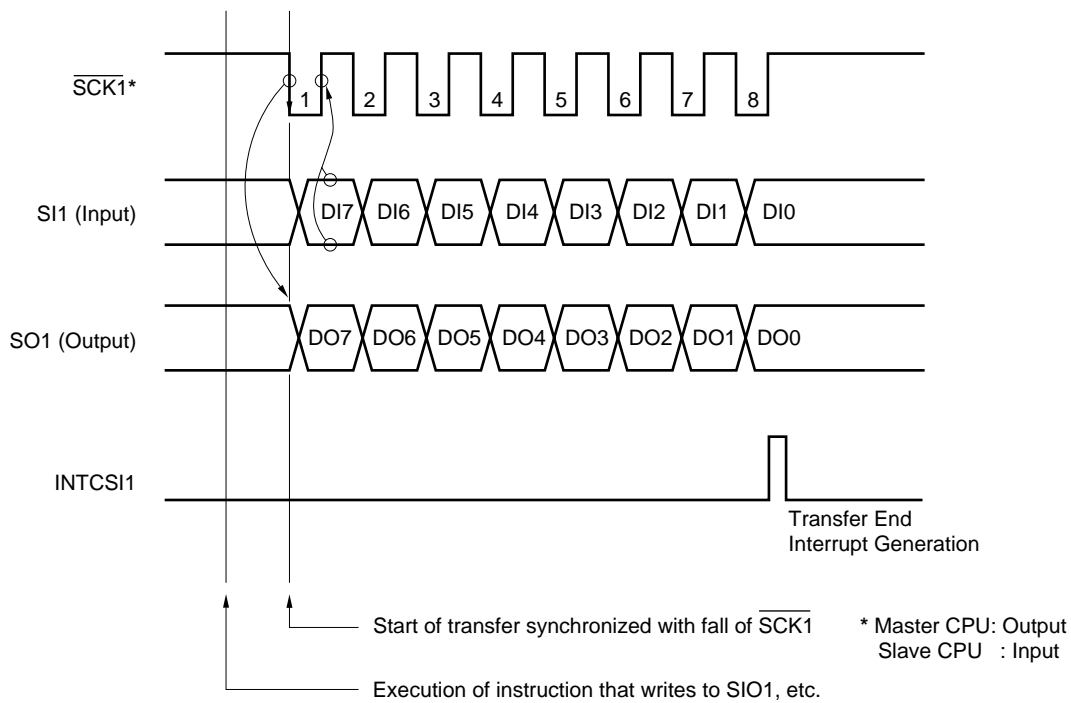 SCK1*
1 2 3 4 5 6 7 8
SI1 (Input)
DI7 DI6 DI5 DI4 DI3 DI2 DI1 DI0
SO1 (Output)
DO7 DO6 DO5 DO4 DO3 DO2 DO1 DO0
INTCSI1
Transfer End
Interrupt Generation
Start of transfer synchronized with fall of SCK1
* Master CPU: Output
Slave CPU : Input
Execution of instruction that writes to SIO1, etc.